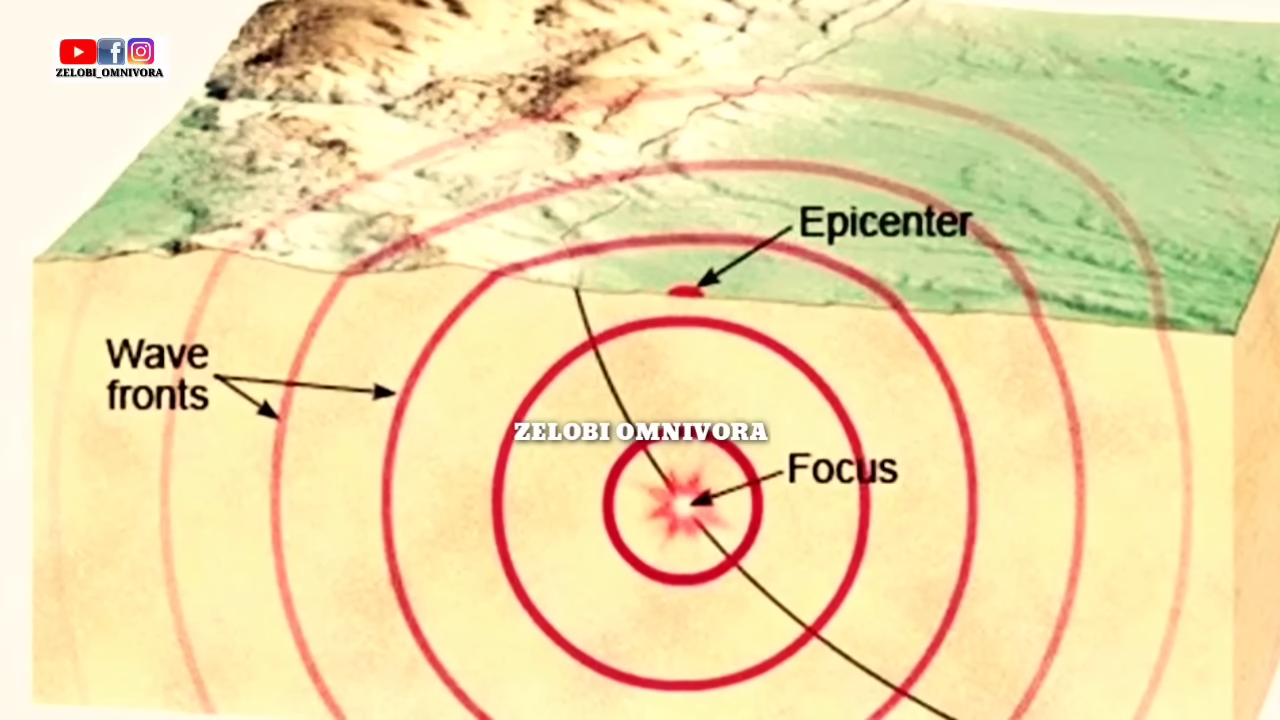 ZELOBI_OMNIVORA
Epicenter
Wave
fronts
ZELOBI OMNIVORA
Focus